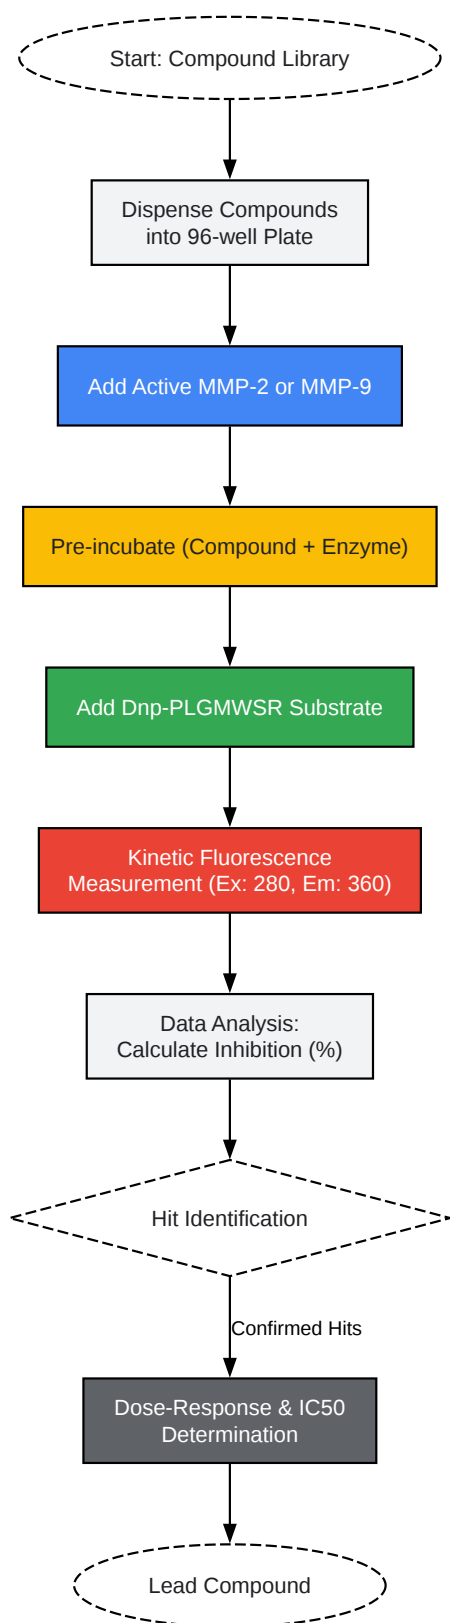 Start: Compound Library
Dispense Compounds
into 96-well Plate
Add Active MMP-2 or MMP-9
Pre-incubate (Compound + Enzyme)
Add Dnp-PLGMWSR Substrate
Kinetic Fluorescence
Measurement (Ex: 280, Em: 360)
Data Analysis:
Calculate Inhibition (%)
Hit Identification
Confirmed Hits
Dose-Response & IC50
Determination
Lead Compound